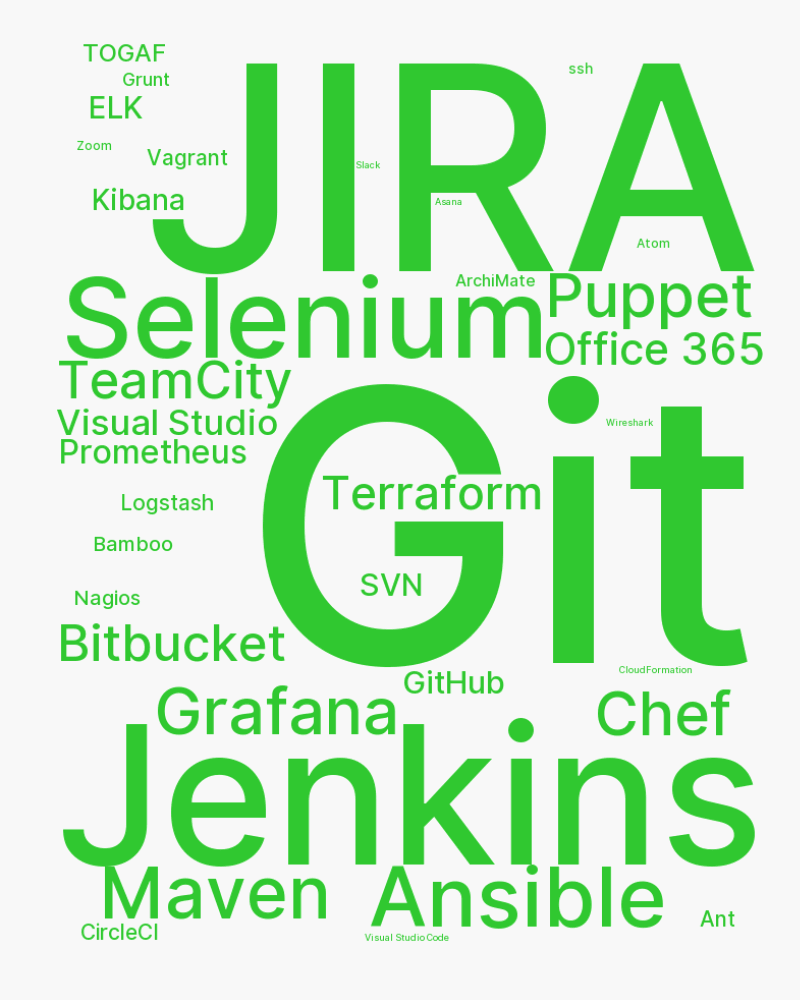 TOGAF
Grunt
ssh
ELK
JIRA
Zoom
Vagrant
Slack
Kibana
Asana
Atom
ArchiMate
Selenium
Puppet
Office 365
TeamCity
Visual Studio
Wireshark
Git
Prometheus
Terraform
Logstash
Bamboo
SVN
Nagios
Bitbucket
CloudFormation
GitHub
Grafana
Chef
Jenkins
Maven
Ansible
Ant
CircleCI
Visual Studio Code